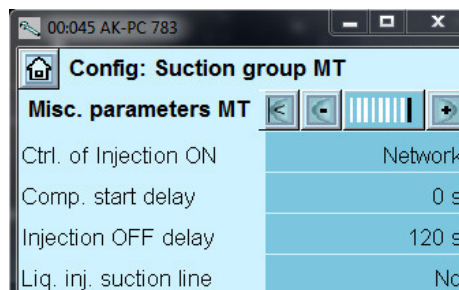 00:045 AK-PC 783
Config: Suction group MT
Misc. parameters MT
Ctrl. of Injection ON Network
Comp. start delay 0 s
Injection OFF delay 120 s
Liq. inj. suction line No